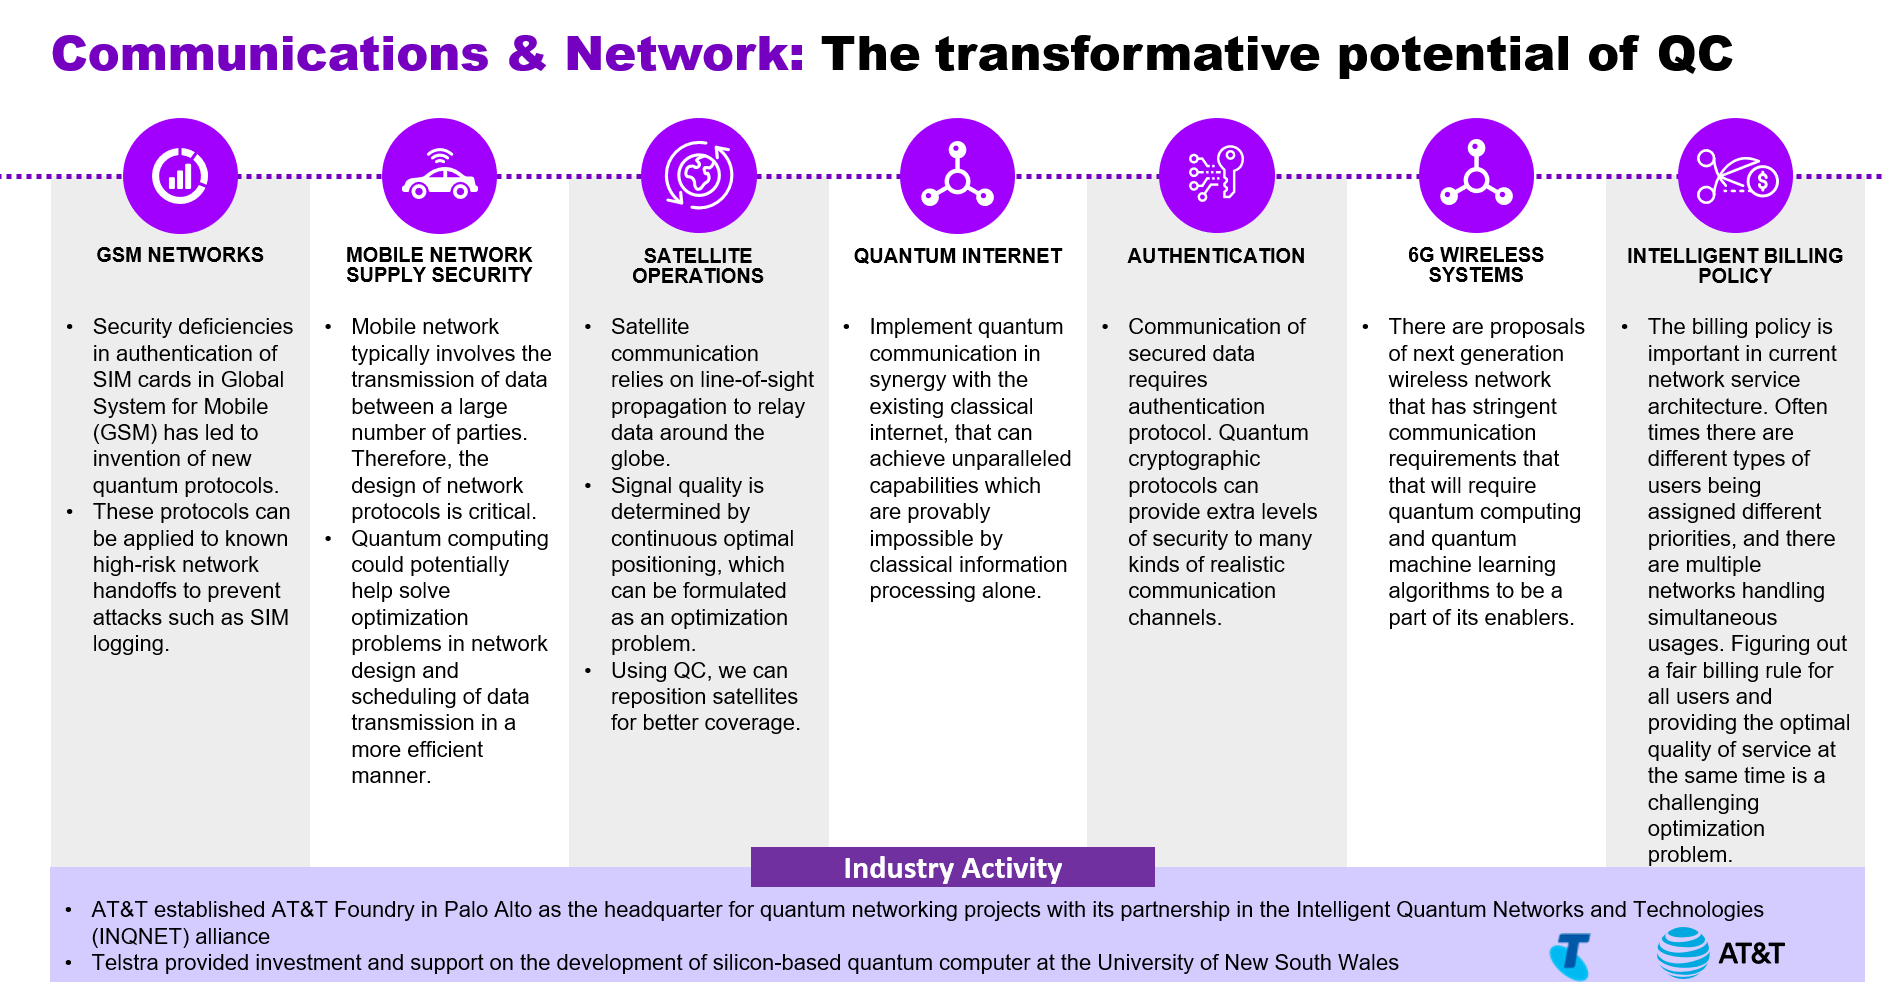 Communications & Network: The transformative potential of QC
GSM NETWORKS
• Security deficiencies
in authentication of
SIM cards in Global
System for Mobile
(GSM) has led to
invention of new
quantum protocols.
• These protocols can
be applied to known
high-risk network
handoffs to prevent
attacks such as SIM
logging.
MOBILE NETWORK
SUPPLY SECURITY
• Mobile network
typically involves the
transmission of data
between a large
number of parties.
Therefore, the
design of network
protocols is critical.
• Quantum computing
could potentially
help solve
optimization
problems in network
design and
scheduling of data
transmission in a
more efficient
manner.
SATELLITE
OPERATIONS
• Satellite
communication
relies on line-of-sight
propagation to relay
data around the
globe.
• Signal quality is
determined by
continuous optimal
positioning, which
can be formulated
as an optimization
problem.
• Using QC, we can
reposition satellites
for better coverage.
QUANTUM INTERNET
• Implement quantum
communication in
synergy with the
existing classical
internet, that can
achieve unparalleled
capabilities which
are provably
impossible by
classical information
processing alone.
AUTHENTICATION
• Communication of
secured data
requires
authentication
protocol. Quantum
cryptographic
protocols can
provide extra levels
of security to many
kinds of realistic
communication
channels.
6G WIRELESS
SYSTEMS
• There are proposals
of next generation
wireless network
that has stringent
communication
requirements that
that will require
quantum computing
and quantum
machine learning
algorithms to be a
part of its enablers.
$
INTELLIGENT BILLING
POLICY
• The billing policy is
important in current
network service
architecture. Often
times there are
different types of
users being
assigned different
priorities, and there
are multiple
networks handling
simultaneous
usages. Figuring out
a fair billing rule for
all users and
providing the optimal
quality of service at
the same time is a
challenging
optimization
problem.
Industry Activity
• AT&T established AT&T Foundry in Palo Alto as the headquarter for quantum networking projects with its partnership in the Intelligent Quantum Networks and Technologies
(INQNET) alliance
• Telstra provided investment and support on the development of silicon-based quantum computer at the University of New South Wales
T
AT&T